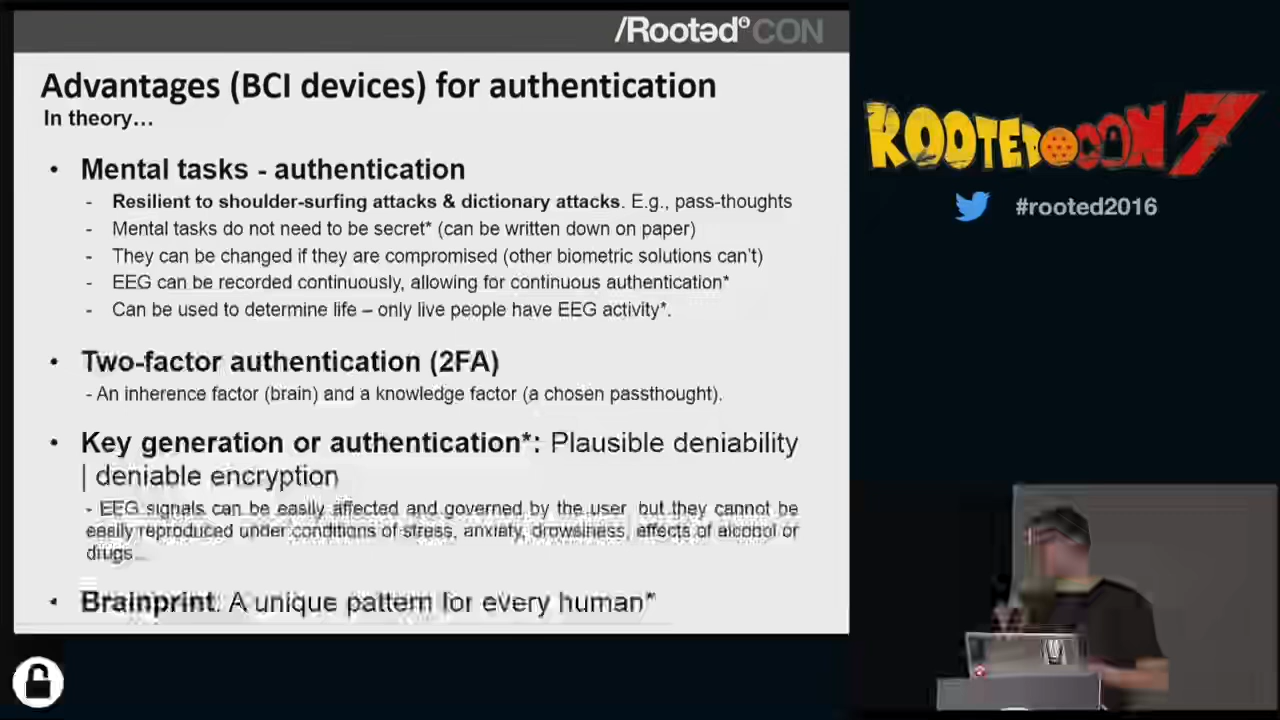 /Rootəd® CON
Advantages (BCI devices) for authentication
In theory…
• Mental tasks - authentication
- Resilient to shoulder-surfing attacks & dictionary attacks. E.g., pass-thoughts
- Mental tasks do not need to be secret* (can be written down on paper)
- They can be changed if they are compromised (other biometric solutions can't)
- EEG can be recorded continuously, allowing for continuous authentication*
- Can be used to determine life – only live people have EEG activity*.
• Two-factor authentication (2FA)
- An inherence factor (brain) and a knowledge factor (a chosen passthought).
• Key generation or authentication*: Plausible deniability
| deniable encryption
- EEG signals can be easily affected and governed by the user but they cannot be
easily reproduced under conditions of stress, anxiety, drowsiness, effects of alcohol or
drugs
• Brainprint: A unique pattern for every human*
ROOTEDCON 7
#rooted2016